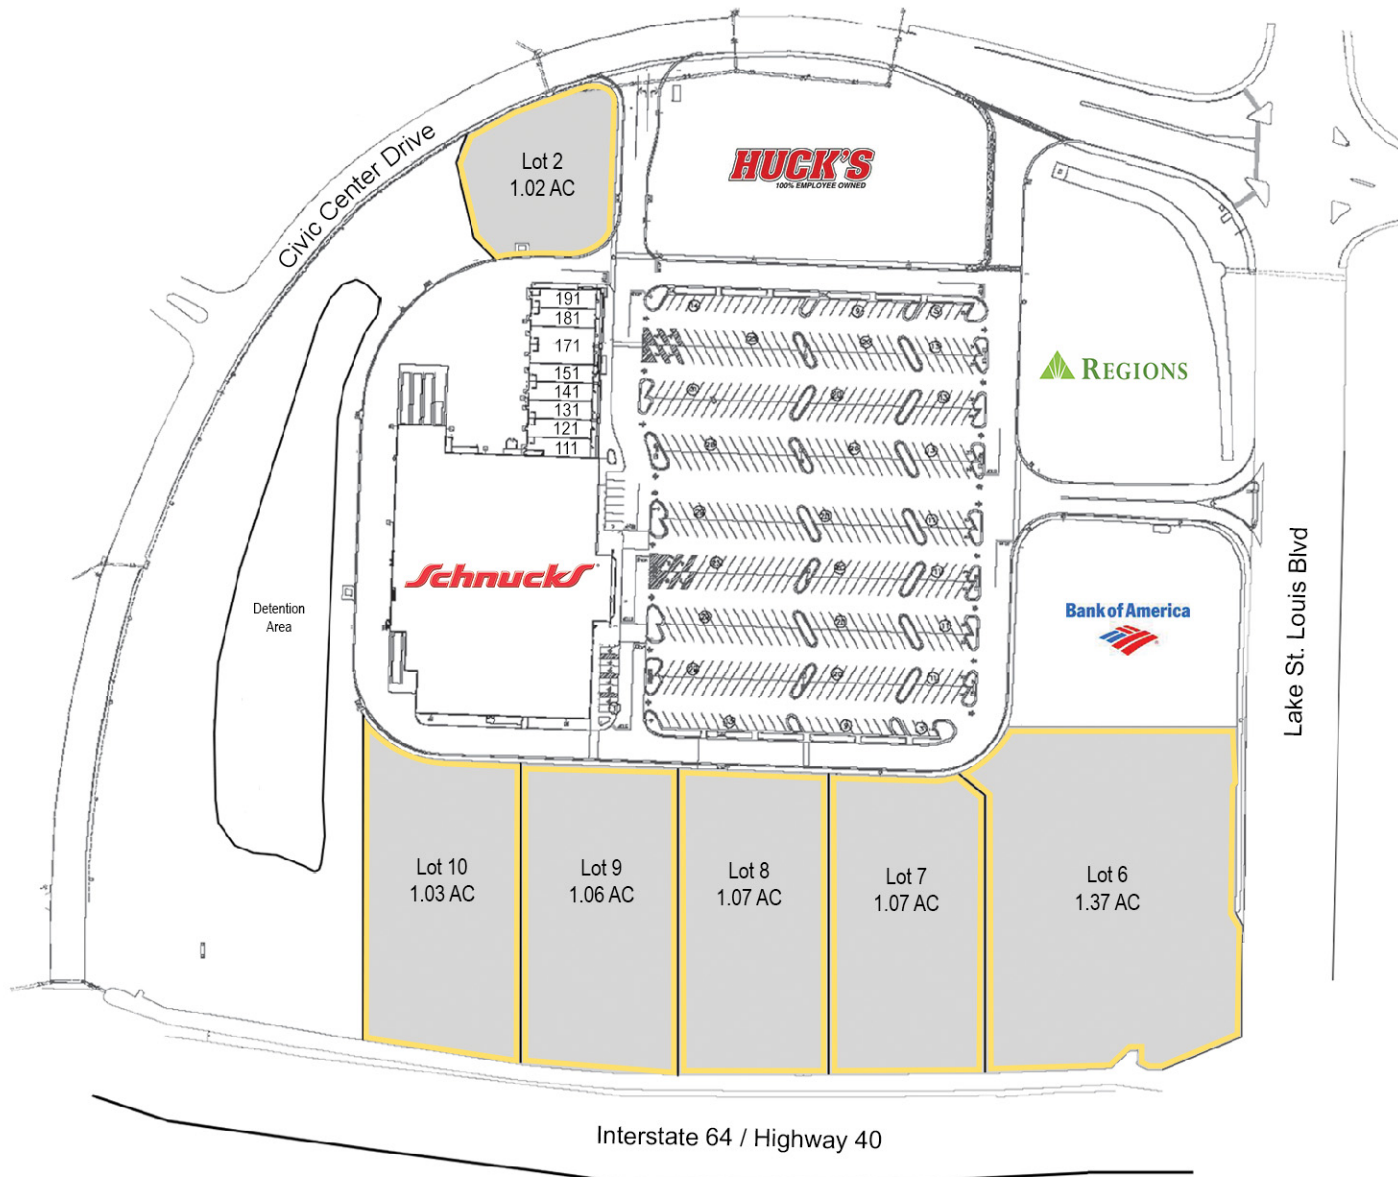 Civic Center Drive
Lot 2
1.02 AC
HUCK'S
100% EMPLOYEE OWNED
191
181
171
151
141
131
121
111
REGIONS
Schnucks
Detention
Area
Bank of America
Lake St. Louis Blvd
Lot 10
1.03 AC
Lot 9
1.06 AC
Lot 8
1.07 AC
Lot 7
1.07 AC
Lot 6
1.37 AC
Interstate 64 / Highway 40